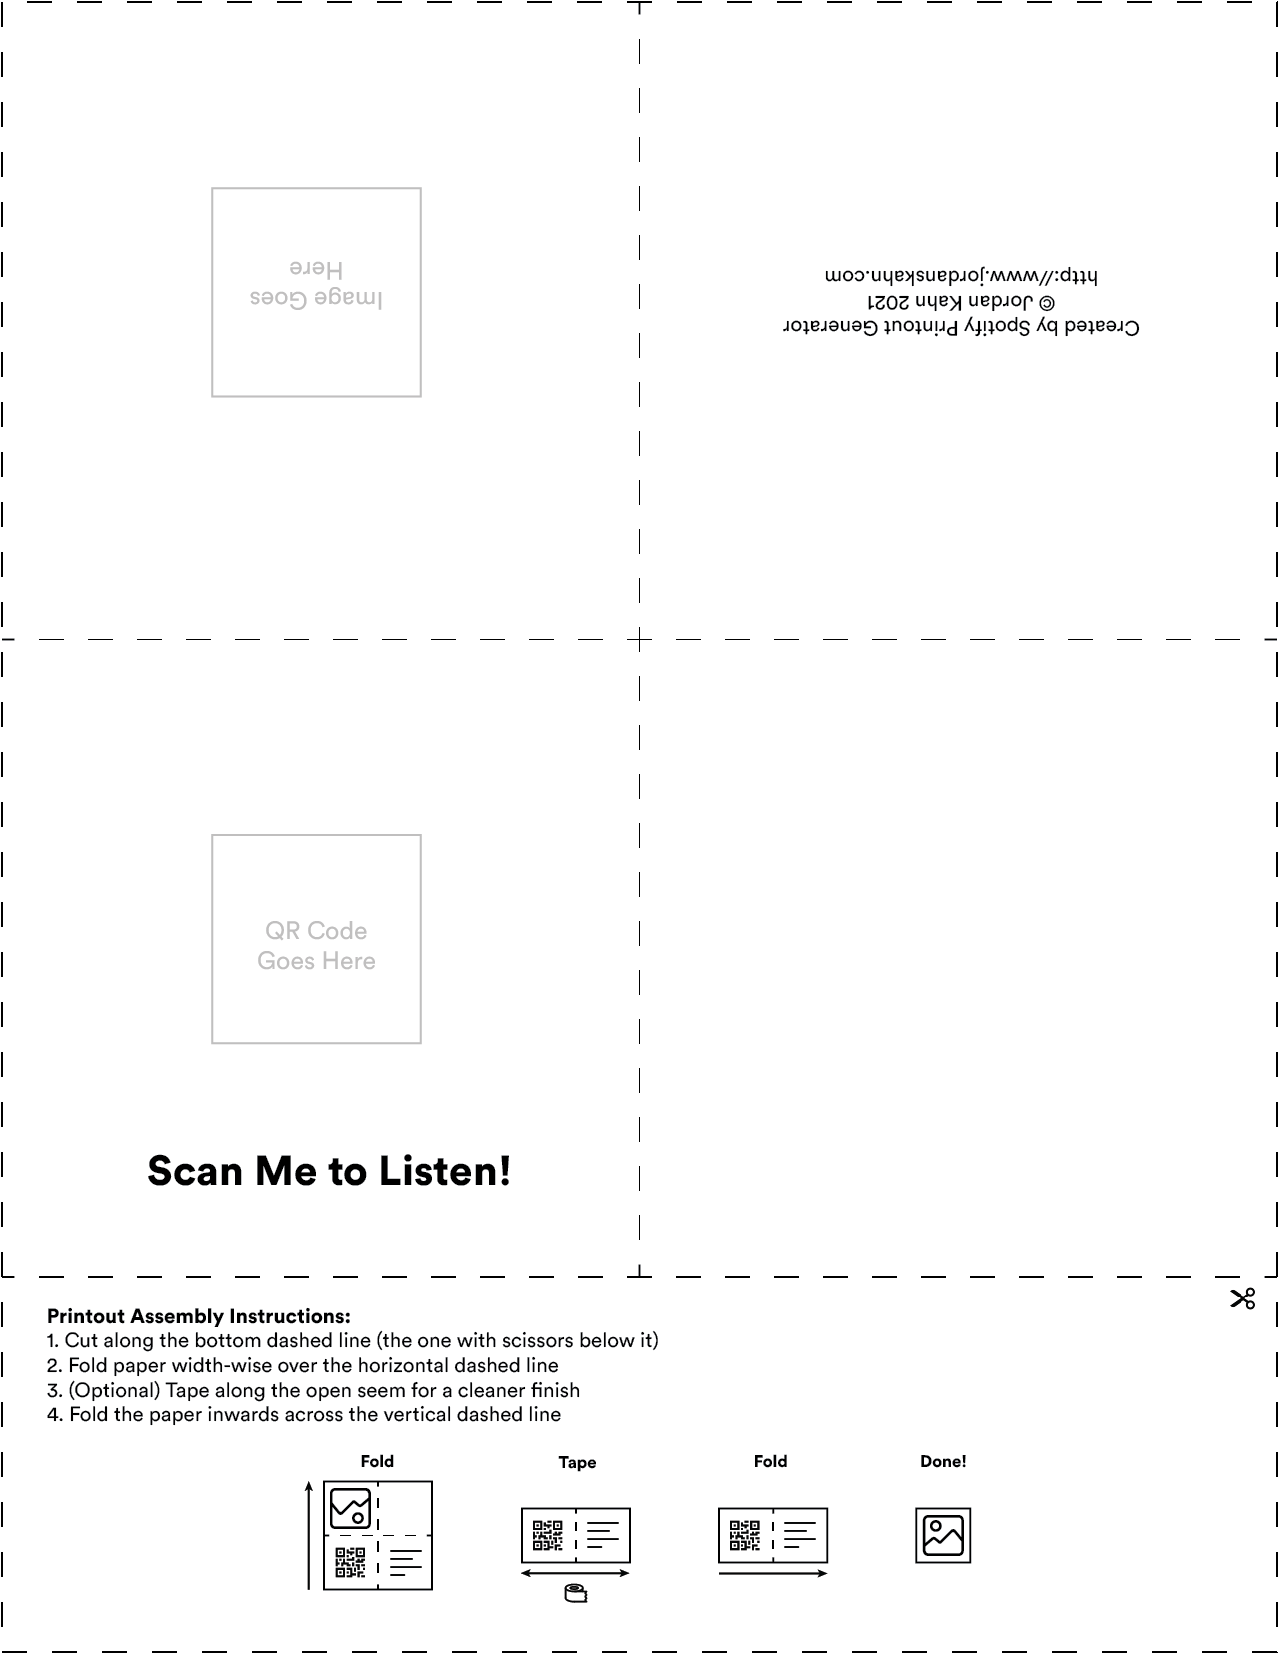 Image Goes
Here
Created by Spotify Printout Generator
© Jordan Kahn 2021
http://www.jordanskahn.com
QR Code
Goes Here
Scan Me to Listen!
Printout Assembly Instructions:
1. Cut along the bottom dashed line (the one with scissors below it)
2. Fold paper width-wise over the horizontal dashed line
3. (Optional) Tape along the open seem for a cleaner finish
4. Fold the paper inwards across the vertical dashed line
Fold
Tape
Fold
Done!